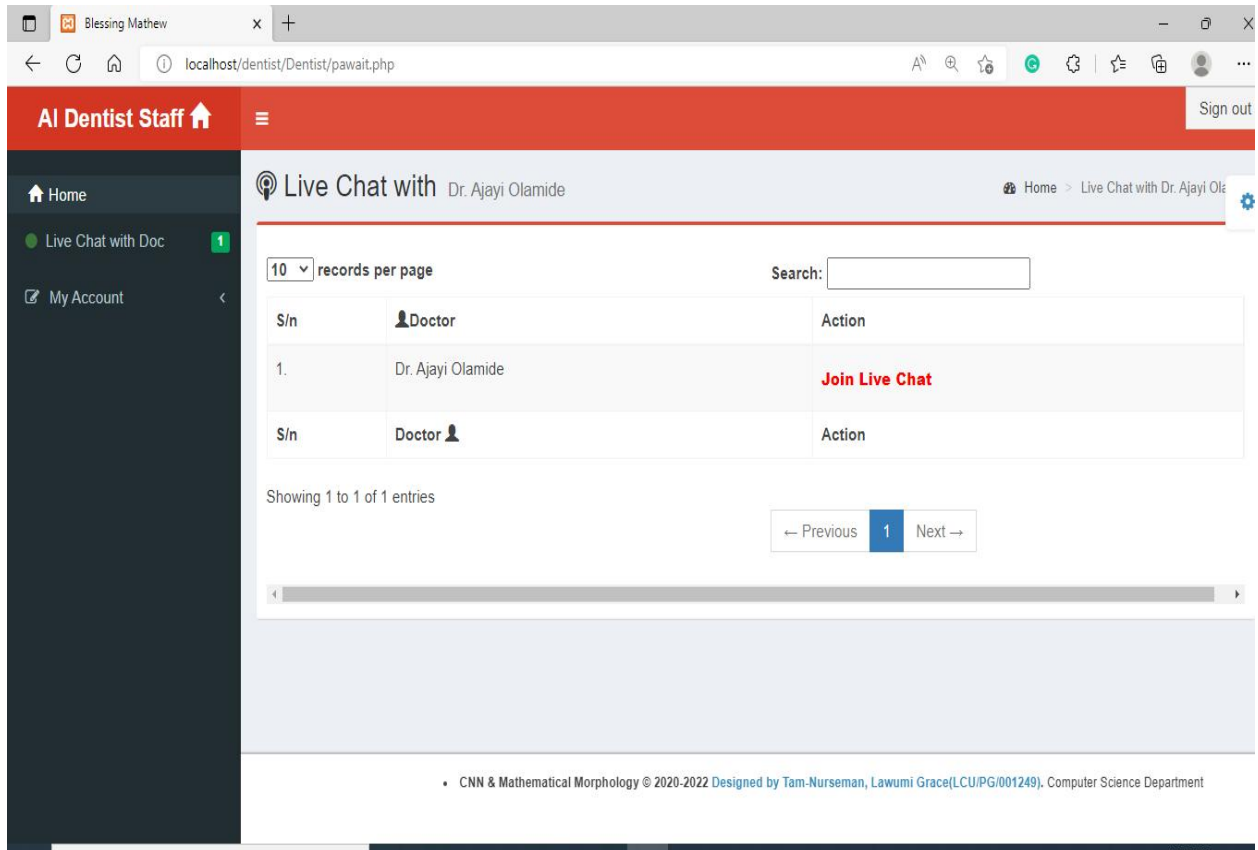 Blessing Mathew
localhost/dentist/Dentist/pawait.php
AI Dentist Staff
Sign out
Home
Live Chat with Doc 1
My Account
Live Chat with Dr. Ajayi Olamide
Home > Live Chat with Dr. Ajayi Ola
10 records per page
Search:
S/n Doctor Action
1. Dr. Ajayi Olamide Join Live Chat
S/n Doctor Action
Showing 1 to 1 of 1 entries
← Previous 1 Next →
• CNN & Mathematical Morphology © 2020-2022 Designed by Tam-Nurseman, Lawumi Grace(LCU/PG/001249). Computer Science Department